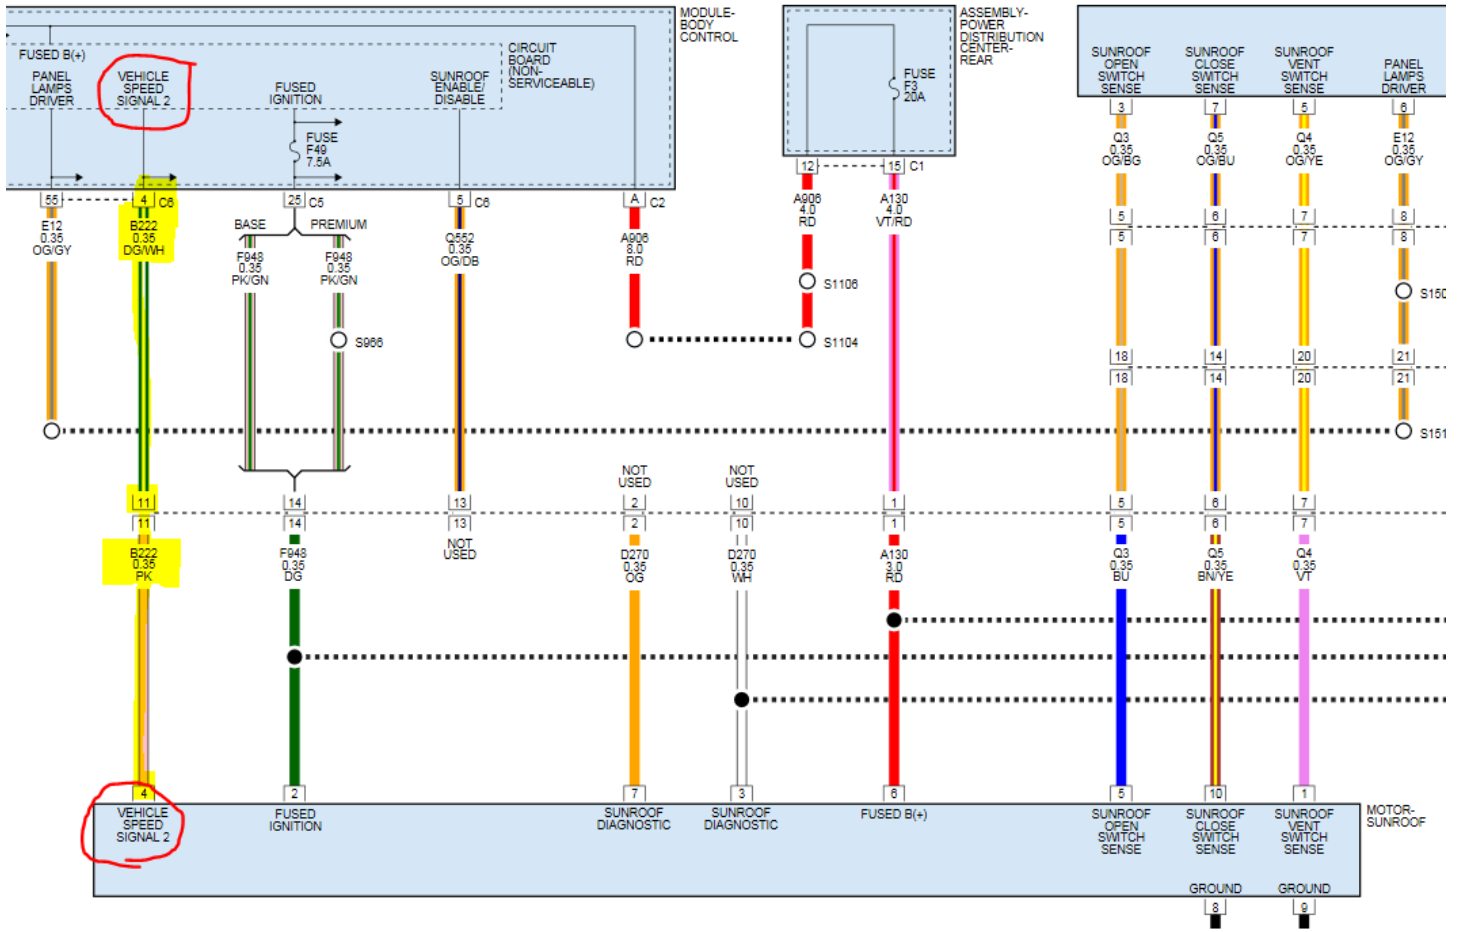 MODULE-
BODY
CONTROL
FUSED B(+)
PANEL
LAMPS
DRIVER
VEHICLE
SPEED
SIGNAL 2
FUSED
IGNITION
FUSE
F49
7.5A
SUNROOF
ENABLE/
DISABLE
CIRCUIT
BOARD
(NON-
SERVICEABLE)
ASSEMBLY-
POWER
DISTRIBUTION
CENTER-
REAR
FUSE
F3
20A
SUNROOF
OPEN
SWITCH
SENSE
SUNROOF
CLOSE
SWITCH
SENSE
SUNROOF
VENT
SWITCH
SENSE
PANEL
LAMPS
DRIVER
55
4 C6
25 C5
5 C6
A C2
12
15 C1
3
7
5
6
E12
0.35
OG/GY
B222
0.35
DG/WH
BASE
PREMIUM
F948
0.35
PK/GN
F948
0.35
PK/GN
Q552
0.35
OG/DB
A906
8.0
RD
A906
4.0
RD
A130
4.0
VT/RD
Q3
0.35
OG/BG
Q5
0.35
OG/BU
Q4
0.35
OG/YE
E12
0.35
OG/GY
5 6 7 8
5 6 7 8
S966
S1106
S1104
S150
18 14 20 21
18 14 20 21
S151
NOT
USED
NOT
USED
11 14 13 2 10 1 5 6 7
11 14 13 2 10 1 5 6 7
B222
0.35
PK
F948
0.35
DG
NOT
USED
D270
0.35
OG
D270
0.35
WH
A130
3.0
RD
Q3
0.35
BU
Q5
0.35
BN/YE
Q4
0.35
VT
4 2 7 3 6 5 10 1
VEHICLE
SPEED
SIGNAL 2
FUSED
IGNITION
SUNROOF
DIAGNOSTIC
SUNROOF
DIAGNOSTIC
FUSED B(+)
SUNROOF
OPEN
SWITCH
SENSE
SUNROOF
CLOSE
SWITCH
SENSE
SUNROOF
VENT
SWITCH
SENSE
MOTOR-
SUNROOF
GROUND
GROUND
8
9